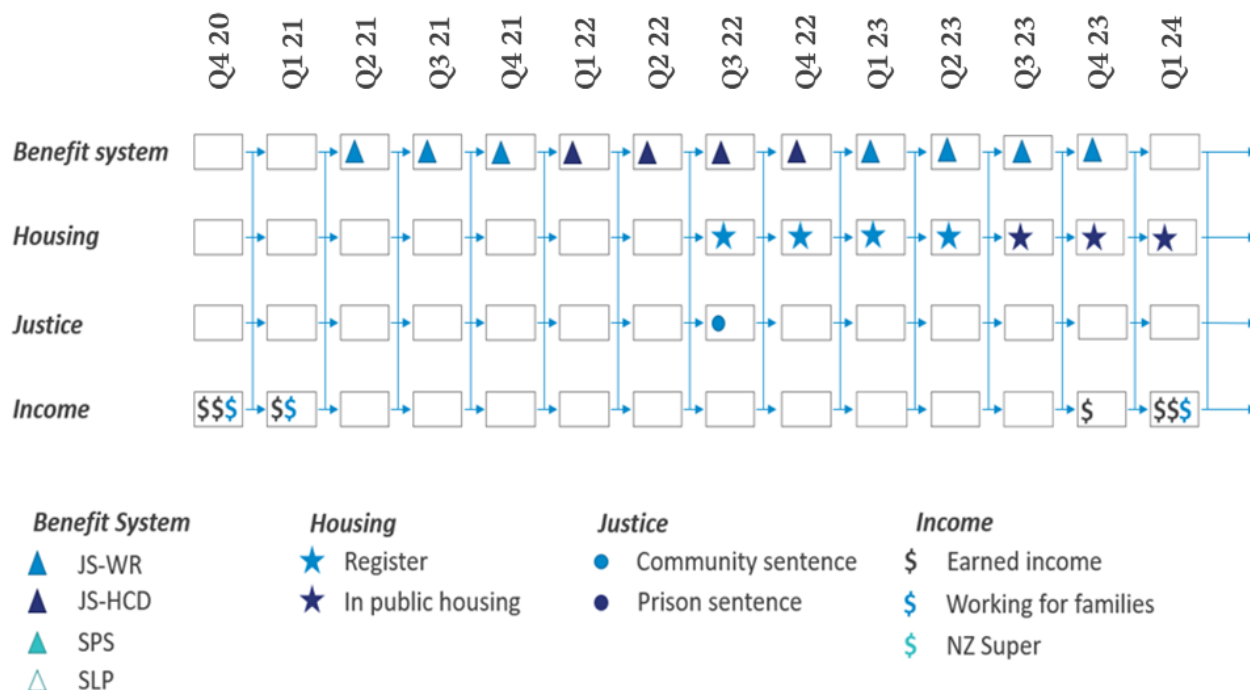 Q4 20 Q1 21 Q2 21 Q3 21 Q4 21 Q1 22 Q2 22 Q3 22 Q4 22 Q1 23 Q2 23 Q3 23 Q4 23 Q1 24
Benefit system
Housing
Justice
Income $$$ $$ $ $$$
Benefit System Housing Justice Income
JS-WR Register Community sentence $ Earned income
JS-HCD In public housing Prison sentence $ Working for families
SPS $ NZ Super
SLP